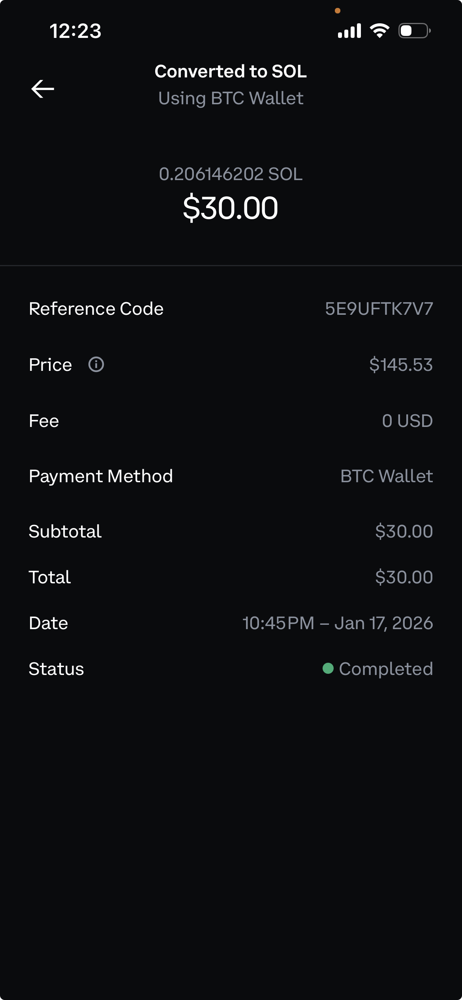 12:23
Converted to SOL
Using BTC Wallet
0.206146202 SOL
$30.00
Reference Code 5E9UFTK7V7
Price $145.53
Fee 0 USD
Payment Method BTC Wallet
Subtotal $30.00
Total $30.00
Date 10:45PM – Jan 17, 2026
Status Completed